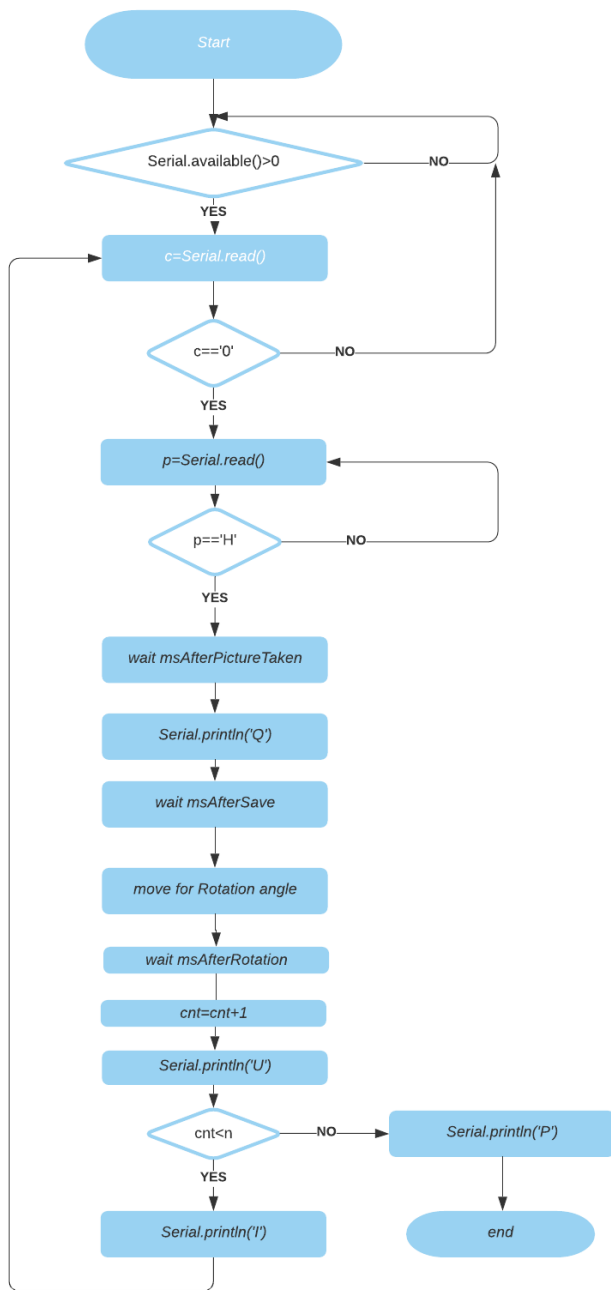 Start
Serial.available()>0
NO
YES
c=Serial.read()
c=='0'
NO
YES
p=Serial.read()
p=='H'
NO
YES
wait msAfterPictureTaken
Serial.println('Q')
wait msAfterSave
move for Rotation angle
wait msAfterRotation
cnt=cnt+1
Serial.println('U')
cnt<n
NO
Serial.println('P')
YES
Serial.println('I')
end